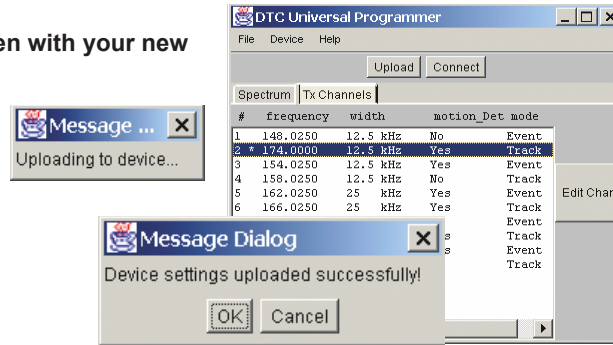 en with your new
DTC Universal Programmer
File Device Help
Upload Connect
Spectrum Tx Channels
# frequency width motion_Det mode
1 148.0250 12.5 kHz No Event
2 * 174.0000 12.5 kHz Yes Track
3 154.0250 12.5 kHz Yes Event
4 158.0250 12.5 kHz No Track
5 162.0250 25 kHz Yes Event
6 166.0250 25 kHz Yes Track
Event
Track
Event
Track
Edit Chan
Message ...
Uploading to device...
Message Dialog
Device settings uploaded successfully!
OK Cancel